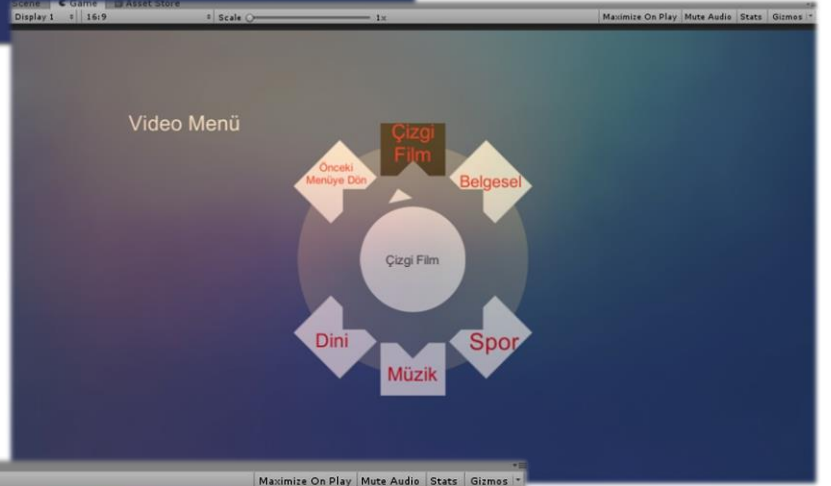 Scene Game Asset Store
Display 1 16:9 Scale 1x Maximize On Play Mute Audio Stats Gizmos
Video Menü
Çizgi
Film
Önceki
Menüye Dön
Belgesel
Çizgi Film
Dini
Spor
Müzik
Maximize On Play Mute Audio Stats Gizmos